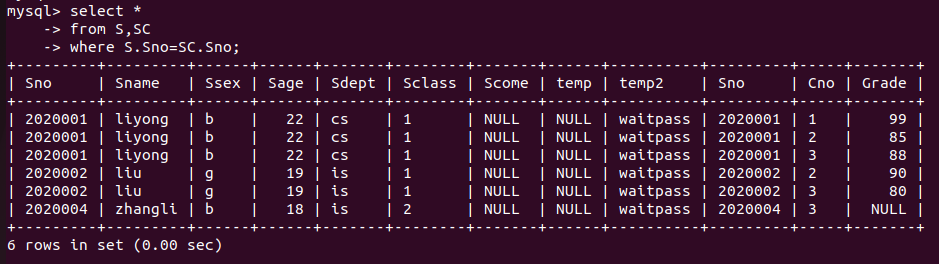 mysql> select *
    -> from S,SC
    -> where S.Sno=SC.Sno;
+---------+---------+------+------+-------+--------+-------+------+----------+---------+------+-------+
| Sno     | Sname   | Ssex | Sage | Sdept | Sclass | Scome | temp | temp2    | Sno     | Cno  | Grade |
+---------+---------+------+------+-------+--------+-------+------+----------+---------+------+-------+
| 2020001 | liyong  | b    |   22 | cs    | 1      | NULL  | NULL | waitpass | 2020001 | 1    |    99 |
| 2020001 | liyong  | b    |   22 | cs    | 1      | NULL  | NULL | waitpass | 2020001 | 2    |    85 |
| 2020001 | liyong  | b    |   22 | cs    | 1      | NULL  | NULL | waitpass | 2020001 | 3    |    88 |
| 2020002 | liu     | g    |   19 | is    | 1      | NULL  | NULL | waitpass | 2020002 | 2    |    90 |
| 2020002 | liu     | g    |   19 | is    | 1      | NULL  | NULL | waitpass | 2020002 | 3    |    80 |
| 2020004 | zhangli | b    |   18 | is    | 2      | NULL  | NULL | waitpass | 2020004 | 3    |  NULL |
+---------+---------+------+------+-------+--------+-------+------+----------+---------+------+-------+
6 rows in set (0.00 sec)